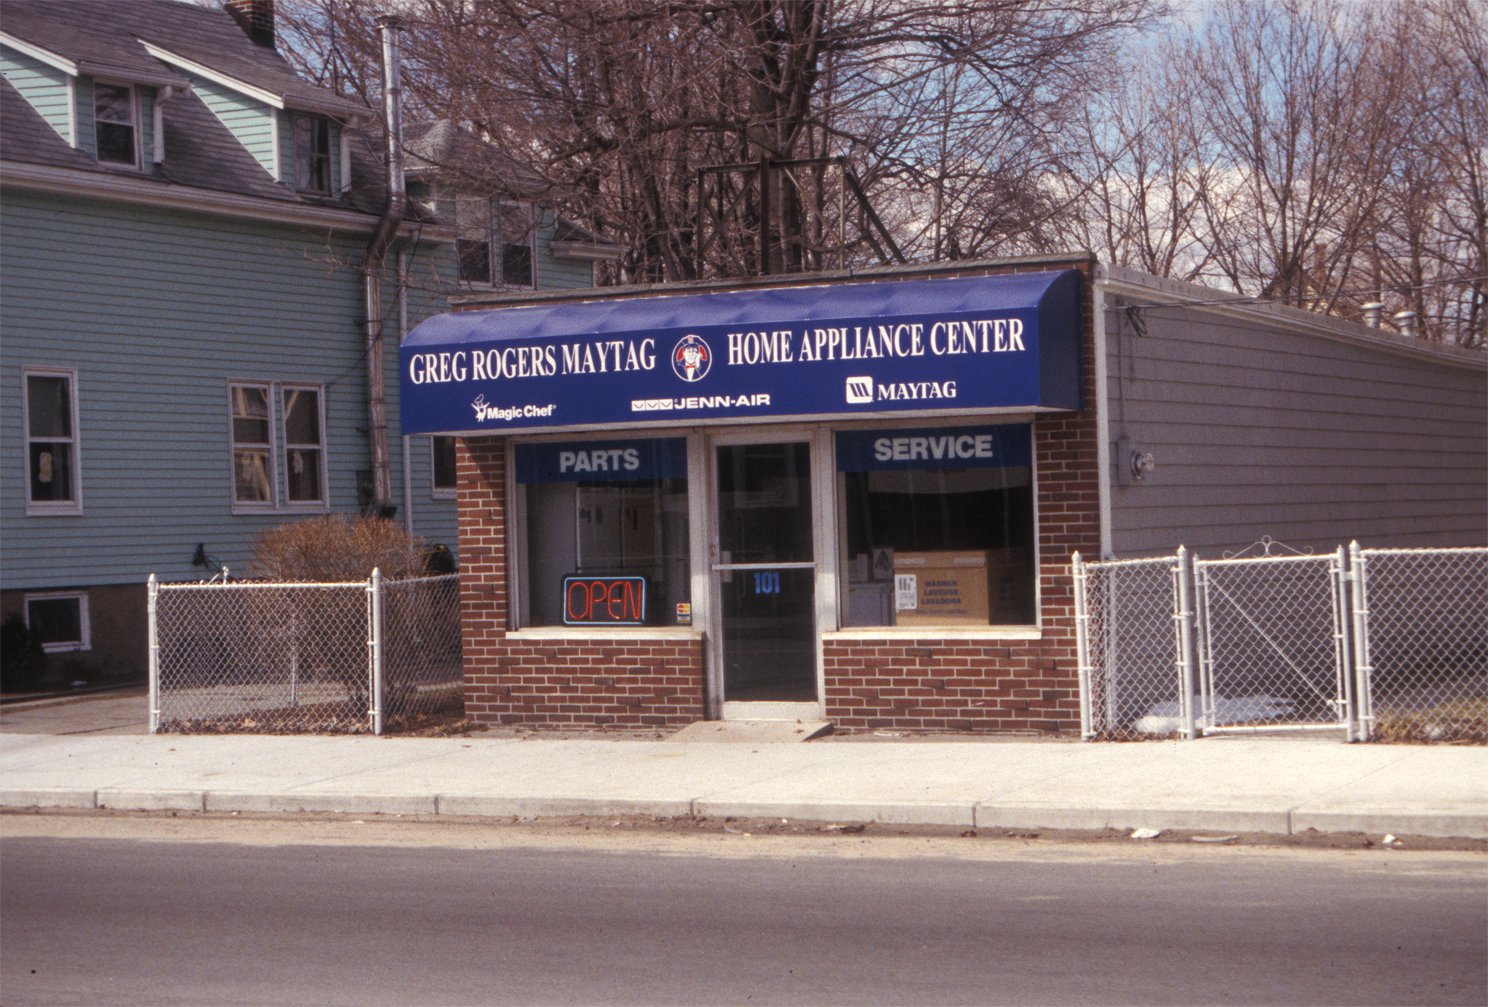 GREG ROGERS MAYTAG HOME APPLIANCE CENTER
Magic Chef JENN-AIR MAYTAG
PARTS
SERVICE
OPEN
101
WASHER
LAVEUSE
LAVADORA